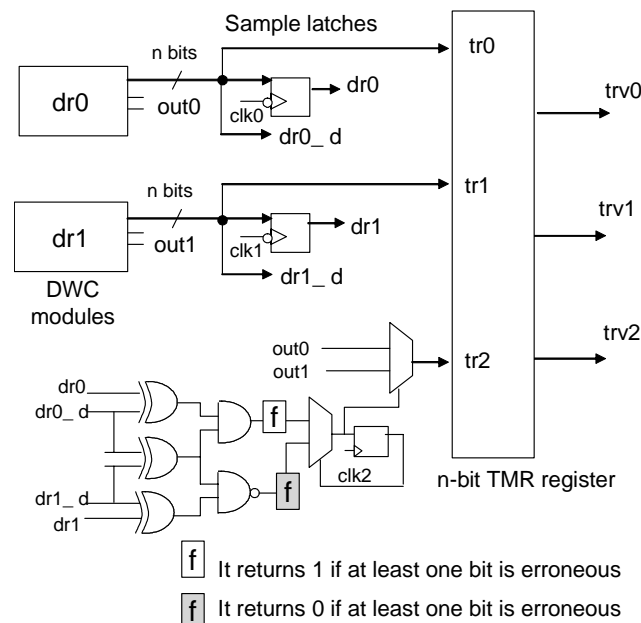 Sample latches
n bits
tr0
dr0
dr0
out0
clk0
dr0_ d
trv0
n bits
tr1
dr1
dr1
out1
clk1
dr1_ d
trv1
DWC
modules
out0
out1
tr2
trv2
dr0
dr0_ d
f
f
clk2
dr1_ d
dr1
n-bit TMR register
f It returns 1 if at least one bit is erroneous
f It returns 0 if at least one bit is erroneous